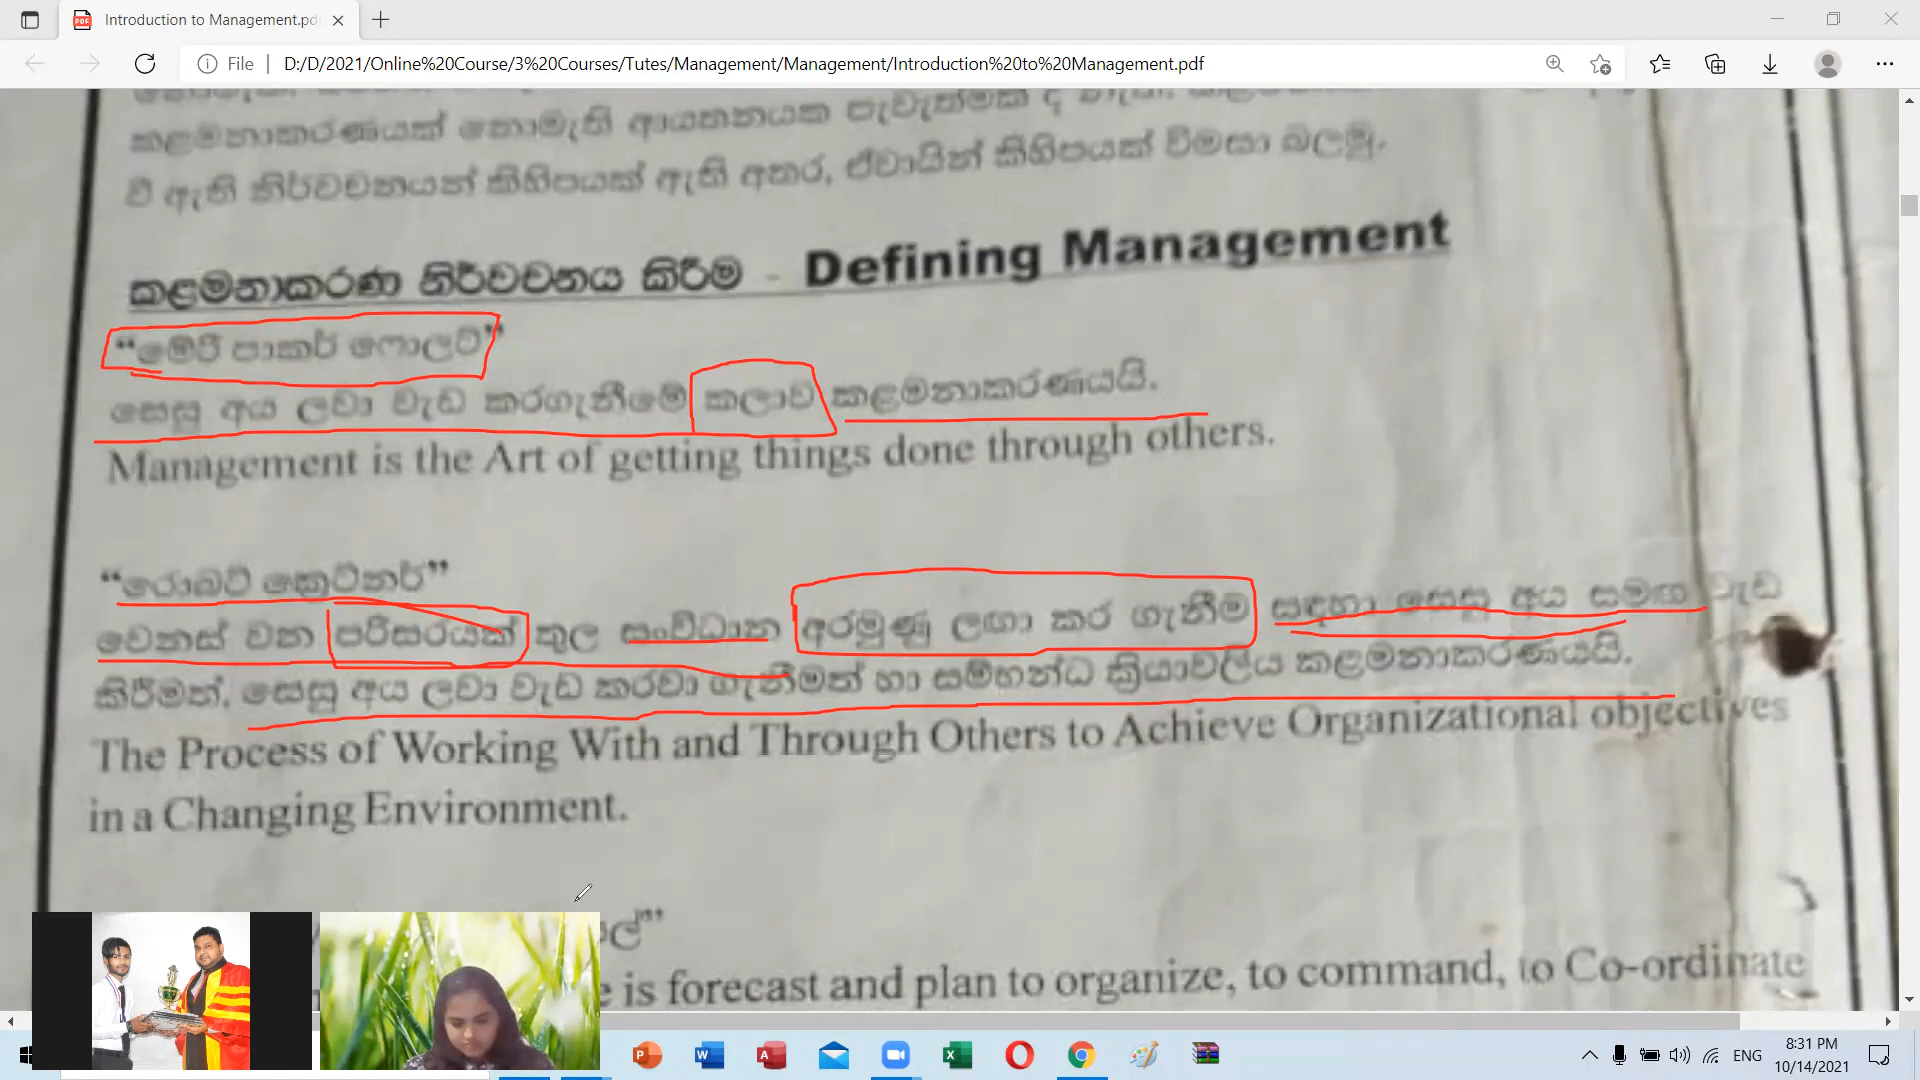 Introduction to Management.pd
File
D:/D/2021/Online%20Course/3%20Courses/Tutes/Management/Management/Introduction%20to%20Management.pdf
කළමනාකරණයක් නොමැති ආයතනයක පැවැත්මක් ද නැත.
වී ඇති නිර්වචනයන් කිහිපයක් ඇති අතර, ඒවායින් කිහිපයක් විමසා බලමු.
කළමනාකරණ නිර්වචනය කිරීම - Defining Management
“මේරි පාකර් ෆොලට්”
සෙසු අය ලවා වැඩ කරගැනීමේ කලාව කළමනාකරණයයි.
Management is the Art of getting things done through others.
“රොබට් ක්‍රෙට්නර්”
වෙනස් වන පරිසරයක් තුල සංවිධාන අරමුණු ලඟා කර ගැනීම සඳහා සෙසු අය සමඟ වැඩ
කිරීමත්, සෙසු අය ලවා වැඩ කරවා ගැනීමත් හා සම්භන්ධ ක්‍රියාවලිය කළමනාකරණයයි.
The Process of Working With and Through Others to Achieve Organizational objectives
in a Changing Environment.
is forecast and plan to organize, to command, to Co-ordinate
ENG
8:31 PM
10/14/2021